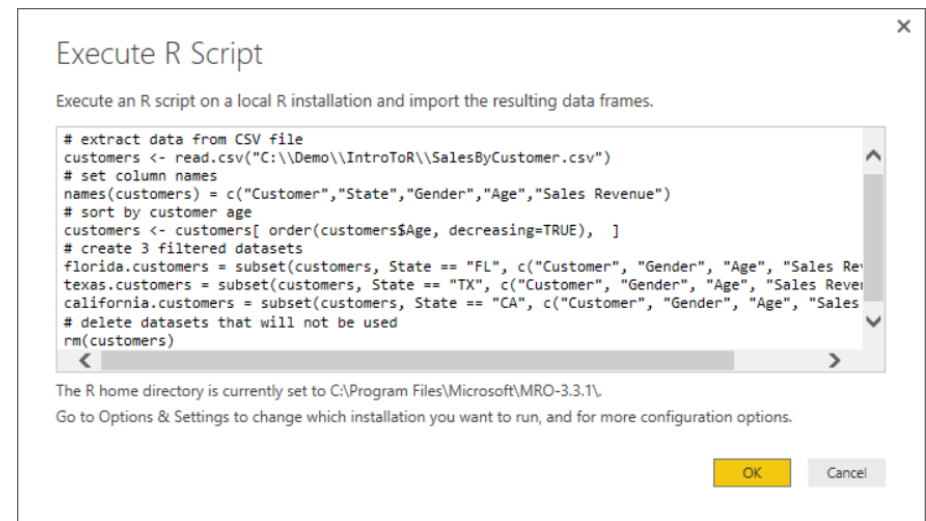 Execute R Script
Execute an R script on a local R installation and import the resulting data frames.
# extract data from CSV file
customers <- read.csv("C:\\Demo\\IntroToR\\SalesByCustomer.csv")
# set column names
names(customers) = c("Customer","State","Gender","Age","Sales Revenue")
# sort by customer age
customers <- customers[ order(customers$Age, decreasing=TRUE),  ]
# create 3 filtered datasets
florida.customers = subset(customers, State == "FL", c("Customer", "Gender", "Age", "Sales Re
texas.customers = subset(customers, State == "TX", c("Customer", "Gender", "Age", "Sales Reve
california.customers = subset(customers, State == "CA", c("Customer", "Gender", "Age", "Sales
# delete datasets that will not be used
rm(customers)
The R home directory is currently set to C:\Program Files\Microsoft\MRO-3.3.1\.
Go to Options & Settings to change which installation you want to run, and for more configuration options.
OK Cancel